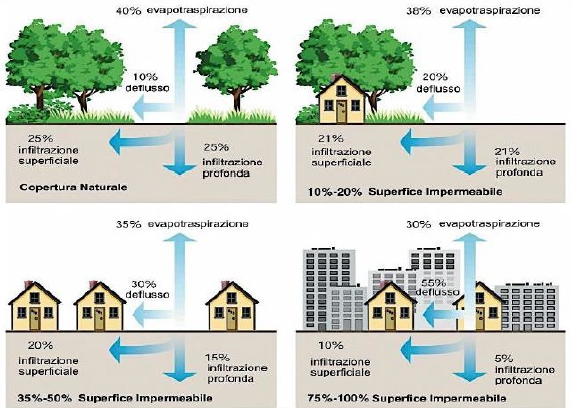 40% evapotraspirazione
10%
deflusso
25%
infiltrazione
superficiale
25%
infiltrazione
profonda
Copertura Naturale
38% evapotraspirazione
20%
deflusso
21%
infiltrazione
superficiale
21%
infiltrazione
profonda
10%-20% Superfice Impermeabile
35% evapotraspirazione
30%
deflusso
20%
infiltrazione
superficiale
15%
infiltrazione
profonda
35%-50% Superfice Impermeabile
30% evapotraspirazione
55%
deflusso
10%
infiltrazione
superficiale
5%
infiltrazione
profonda
75%-100% Superfice Impermeabile